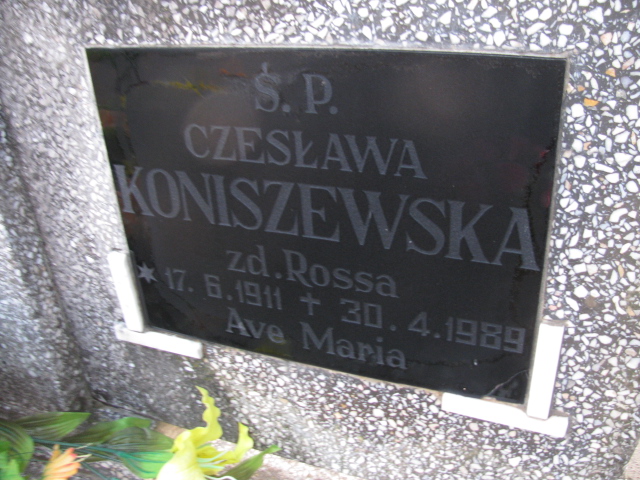 Ś. P.
CZESŁAWA
KONISZEWSKA
zd. Rossa
* 17. 6. 1911 † 30. 4. 1989
Ave Maria